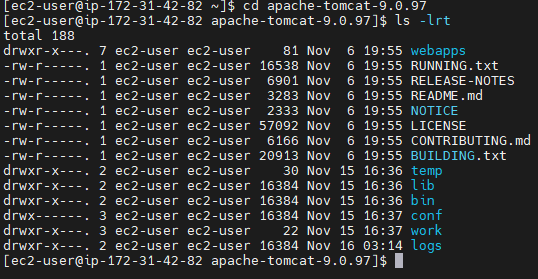 [ec2-user@ip-172-31-42-82 ~]$ cd apache-tomcat-9.0.97
[ec2-user@ip-172-31-42-82 apache-tomcat-9.0.97]$ ls -lrt
total 188
drwxr-x---. 7 ec2-user ec2-user    81 Nov  6 19:55 webapps
-rw-r-----. 1 ec2-user ec2-user 16538 Nov  6 19:55 RUNNING.txt
-rw-r-----. 1 ec2-user ec2-user  6901 Nov  6 19:55 RELEASE-NOTES
-rw-r-----. 1 ec2-user ec2-user  3283 Nov  6 19:55 README.md
-rw-r-----. 1 ec2-user ec2-user  2333 Nov  6 19:55 NOTICE
-rw-r-----. 1 ec2-user ec2-user 57092 Nov  6 19:55 LICENSE
-rw-r-----. 1 ec2-user ec2-user  6166 Nov  6 19:55 CONTRIBUTING.md
-rw-r-----. 1 ec2-user ec2-user 20913 Nov  6 19:55 BUILDING.txt
drwxr-x---. 2 ec2-user ec2-user    30 Nov 15 16:36 temp
drwxr-x---. 2 ec2-user ec2-user 16384 Nov 15 16:36 lib
drwxr-x---. 2 ec2-user ec2-user 16384 Nov 15 16:36 bin
drwx------. 3 ec2-user ec2-user 16384 Nov 15 16:37 conf
drwxr-x---. 3 ec2-user ec2-user    22 Nov 15 16:37 work
drwxr-x---. 2 ec2-user ec2-user 16384 Nov 16 03:14 logs
[ec2-user@ip-172-31-42-82 apache-tomcat-9.0.97]$